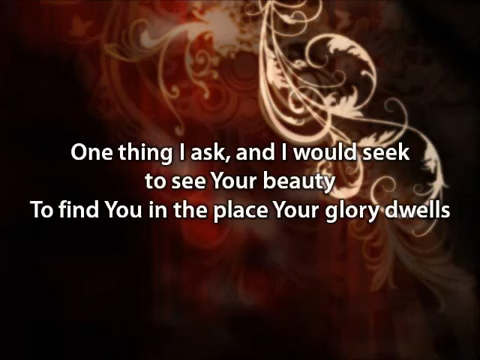 One thing I ask, and I would seek
to see Your beauty
To find You in the place Your glory dwells